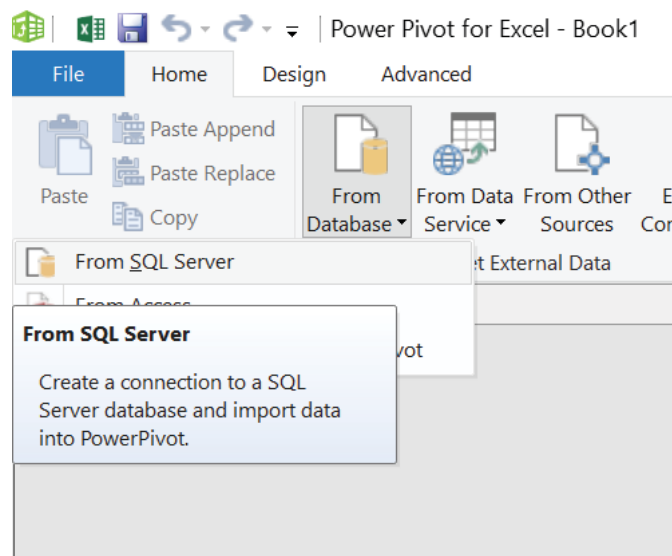 Power Pivot for Excel - Book1
File Home Design Advanced
Paste Append
Paste Replace
Copy
Paste
From Database
From Data Service
From Other Sources
From SQL Server
t External Data
From Access
vot
From SQL Server
Create a connection to a SQL
Server database and import data
into PowerPivot.